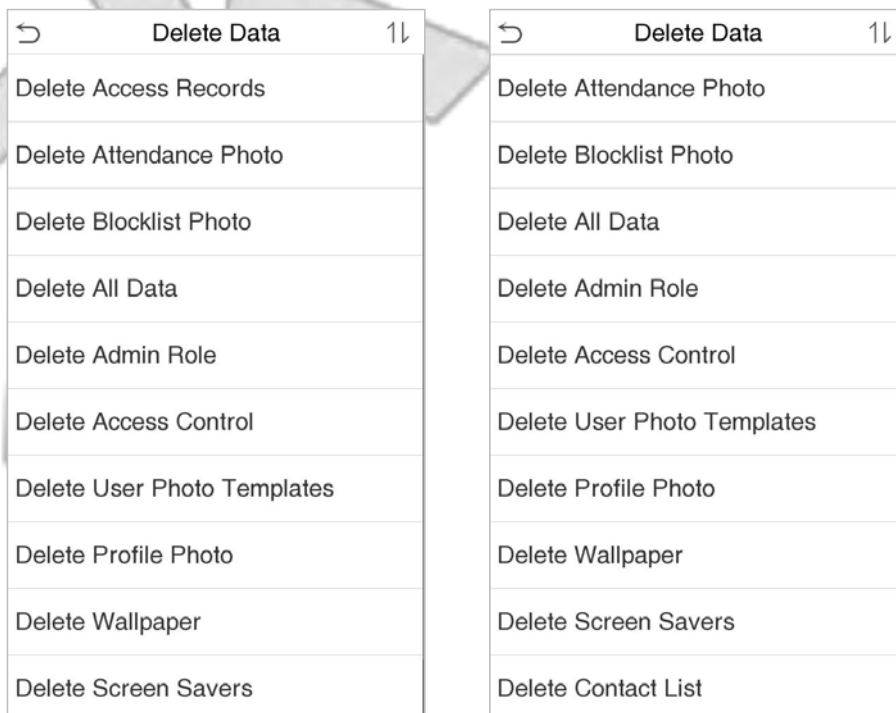 Delete Data
Delete Access Records
Delete Attendance Photo
Delete Blocklist Photo
Delete All Data
Delete Admin Role
Delete Access Control
Delete User Photo Templates
Delete Profile Photo
Delete Wallpaper
Delete Screen Savers
Delete Data
Delete Attendance Photo
Delete Blocklist Photo
Delete All Data
Delete Admin Role
Delete Access Control
Delete User Photo Templates
Delete Profile Photo
Delete Wallpaper
Delete Screen Savers
Delete Contact List